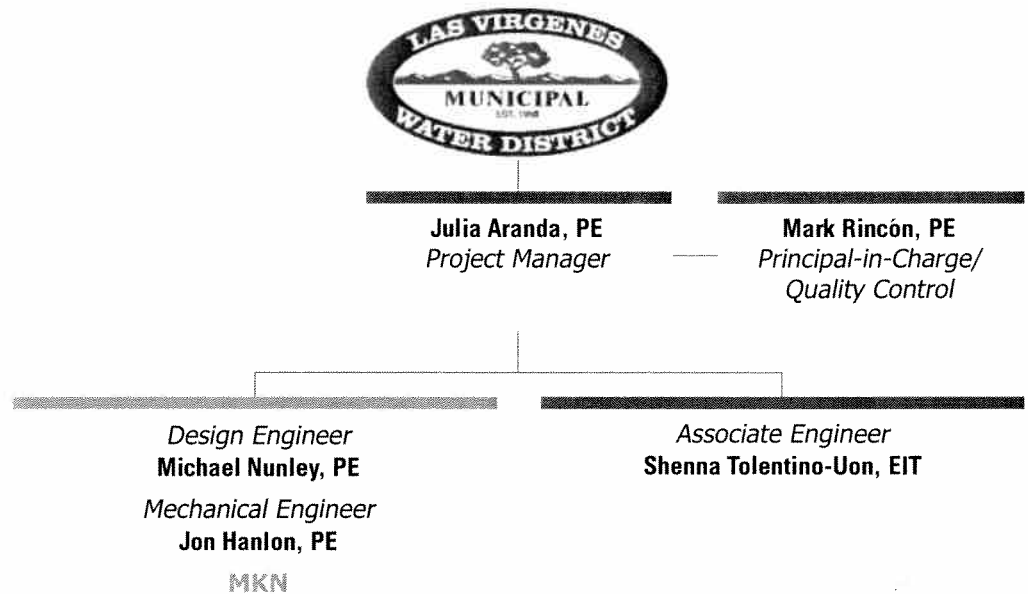 LAS VIRGENES
MUNICIPAL
WATER DISTRICT
Julia Aranda, PE
Project Manager
Mark Rincón, PE
Principal-in-Charge/
Quality Control
Design Engineer
Michael Nunley, PE
Mechanical Engineer
Jon Hanlon, PE
MKN
Associate Engineer
Shenna Tolentino-Uon, EIT